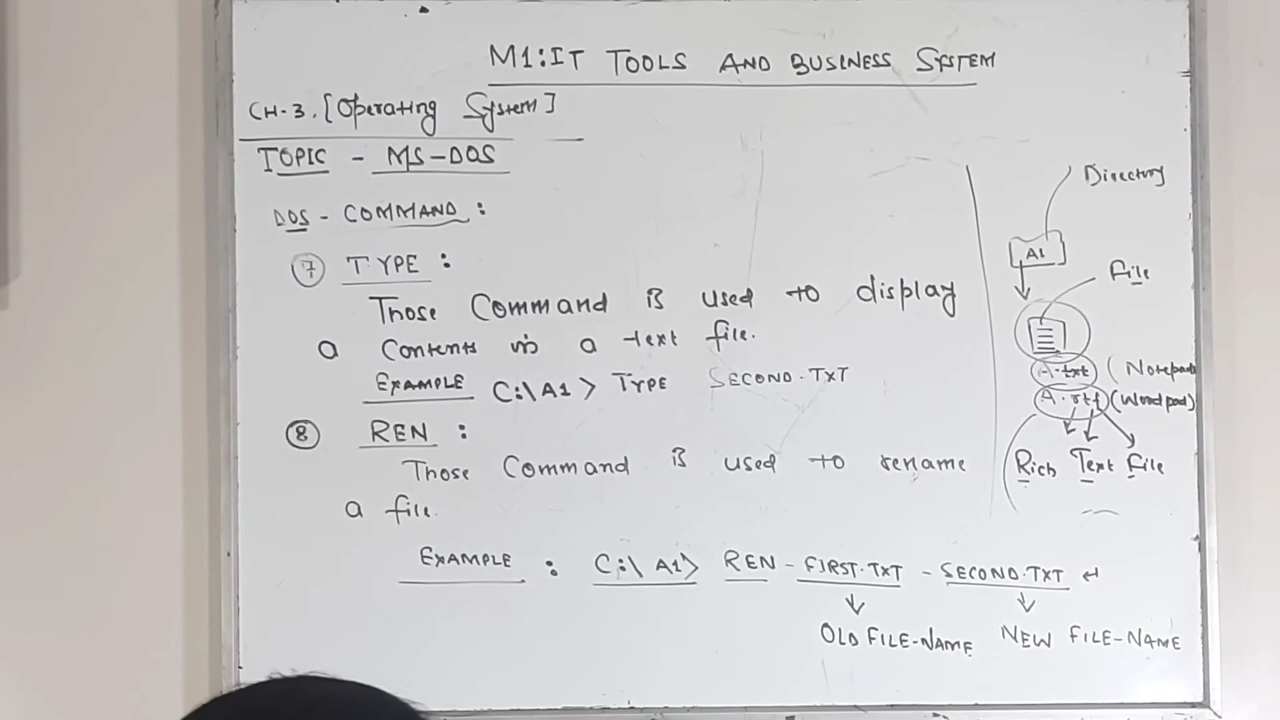 M1:IT TOOLS AND BUSINESS SYSTEM
CH-3. [Operating System]
TOPIC - MS-DOS
DOS - COMMAND :
7 TYPE :
Those Command is used to display
a Contents in a text file.
EXAMPLE C:\A1> TYPE SECOND.TXT
8 REN :
Those Command is used to rename
a file.
EXAMPLE : C:\A1> REN - FIRST.TXT - SECOND.TXT ↵
OLD FILE-NAME NEW FILE-NAME
Directory
A1
File
A.txt (Notepad
A.rtf (Wordpad)
Rich Text File